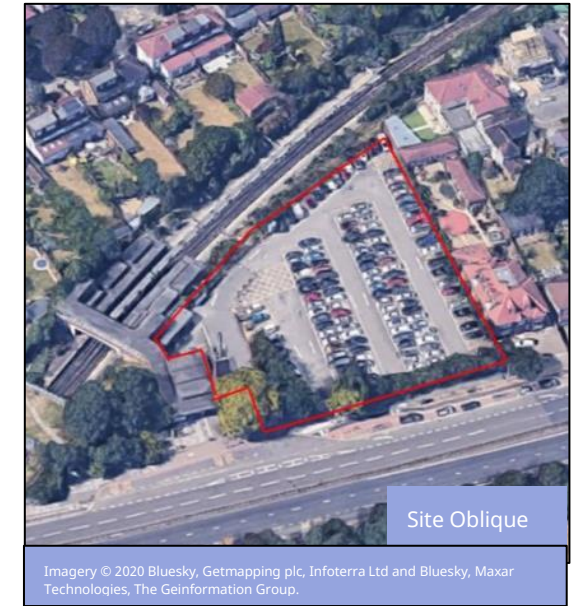 Site Oblique
Imagery © 2020 Bluesky, Getmapping plc, Infoterra Ltd and Bluesky, Maxar
Technologies, The Geinformation Group.